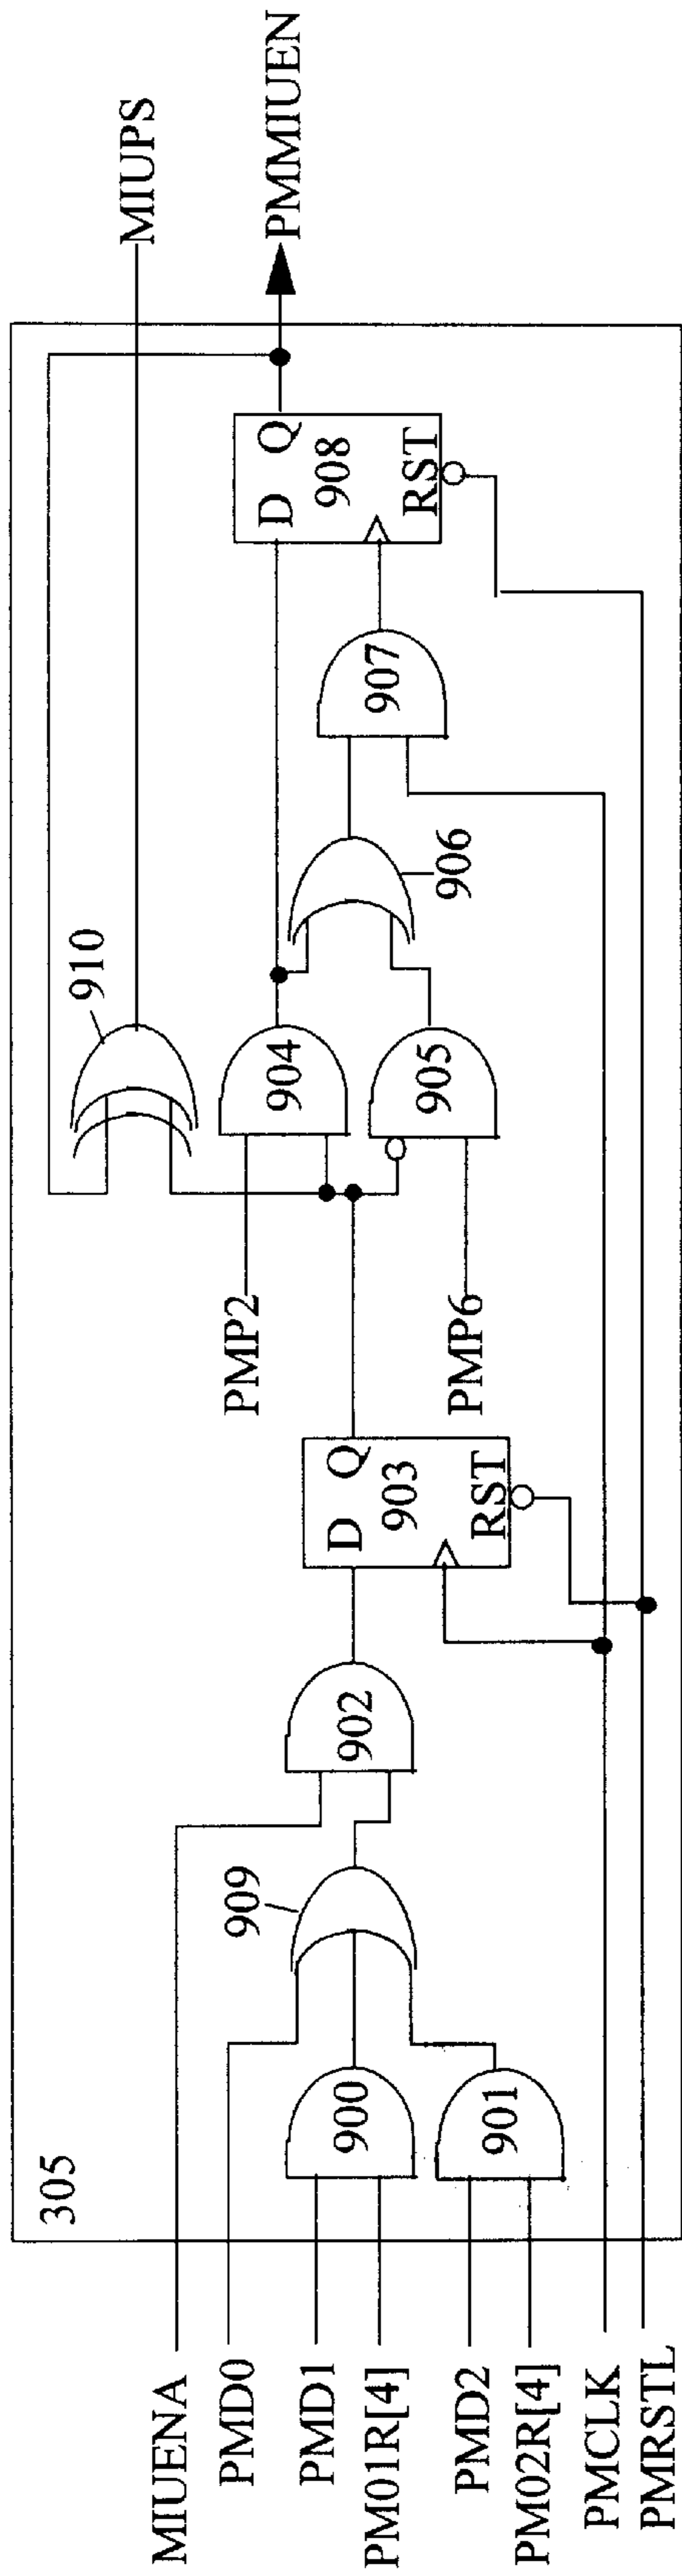 305
MIUENA
PMD0
PMD1
PM01R[4]
PMD2
PM02R[4]
PMCLK
PMRSTL
900
901
909
902
D Q
903
RST
PMP2
PMP6
910
904
905
906
907
D Q
908
RST
MIUPS
PMMIUEN